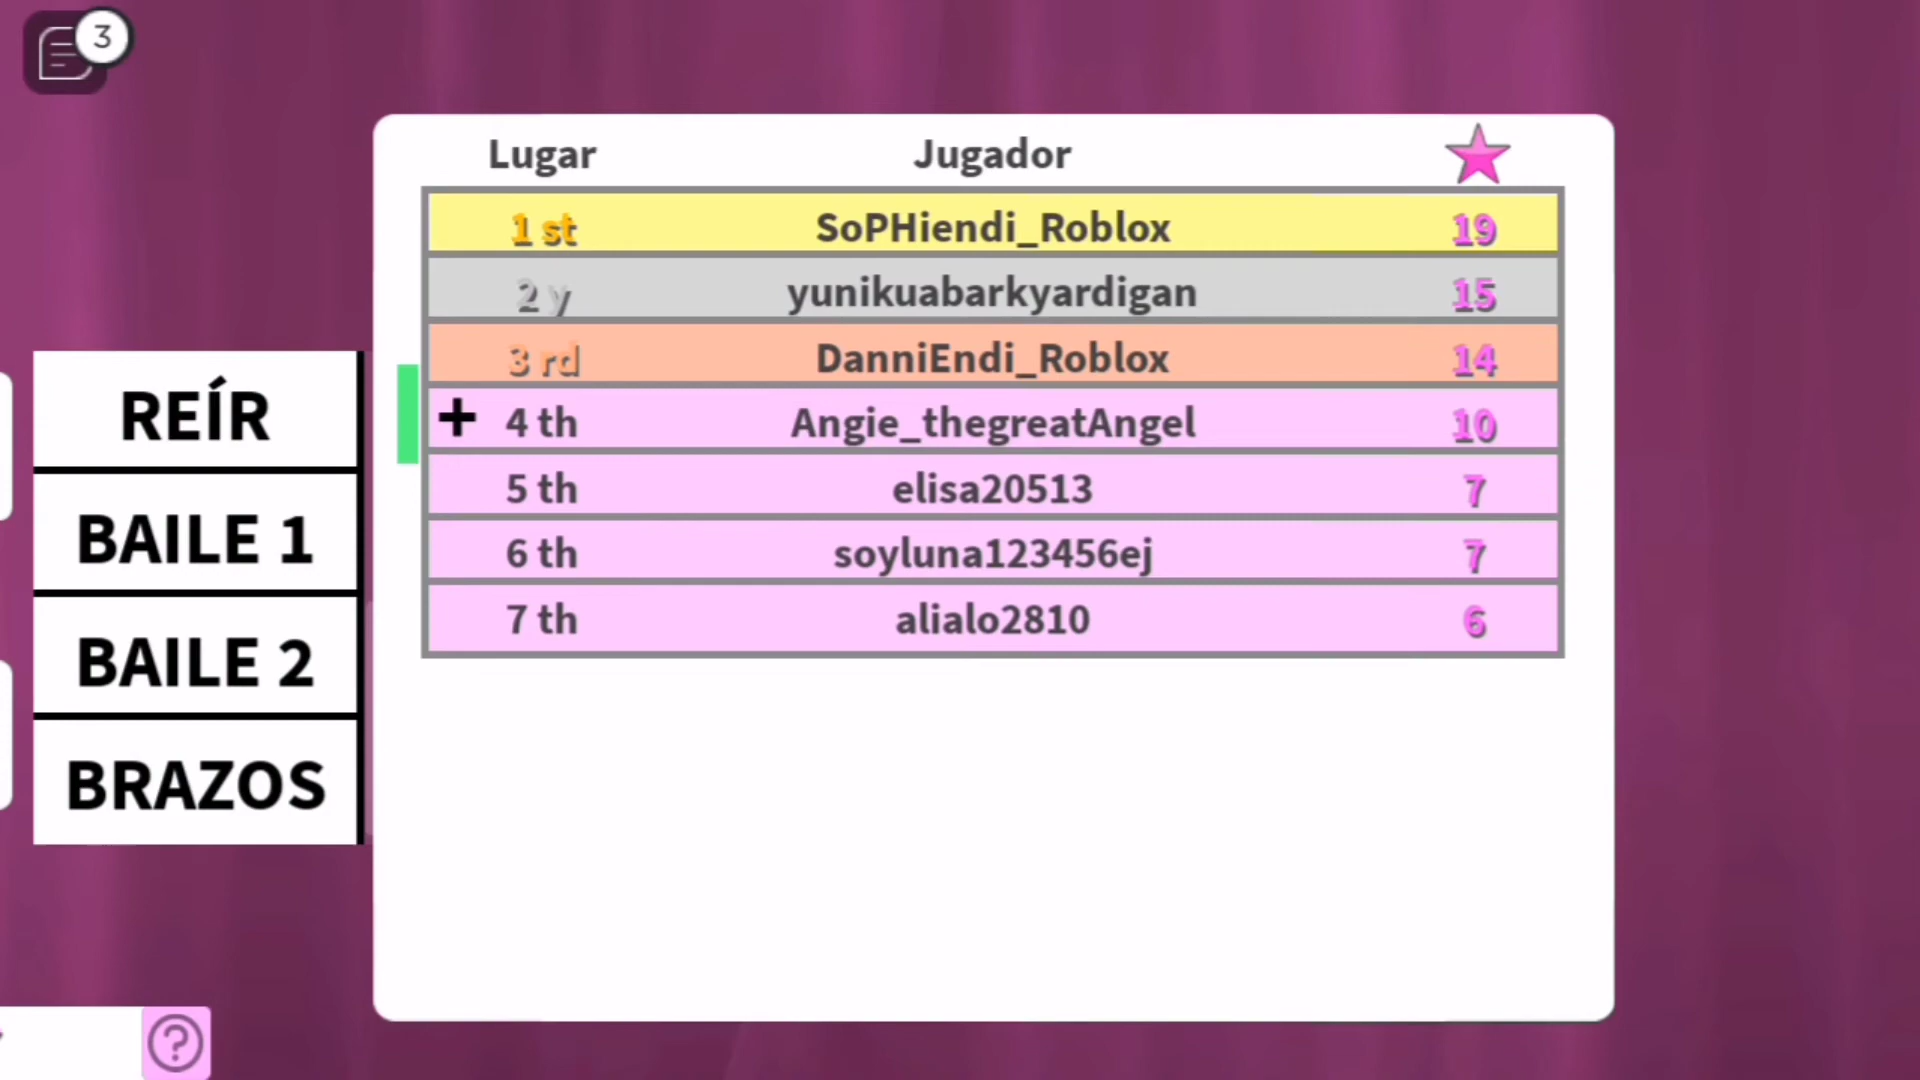 3
Lugar Jugador
1 st SoPHiendi_Roblox 19
2 y yunikuabarkyardigan 15
3 rd DanniEndi_Roblox 14
+ 4 th Angie_thegreatAngel 10
5 th elisa20513 7
6 th soyluna123456ej 7
7 th alialo2810 6
REÍR
BAILE 1
BAILE 2
BRAZOS
?